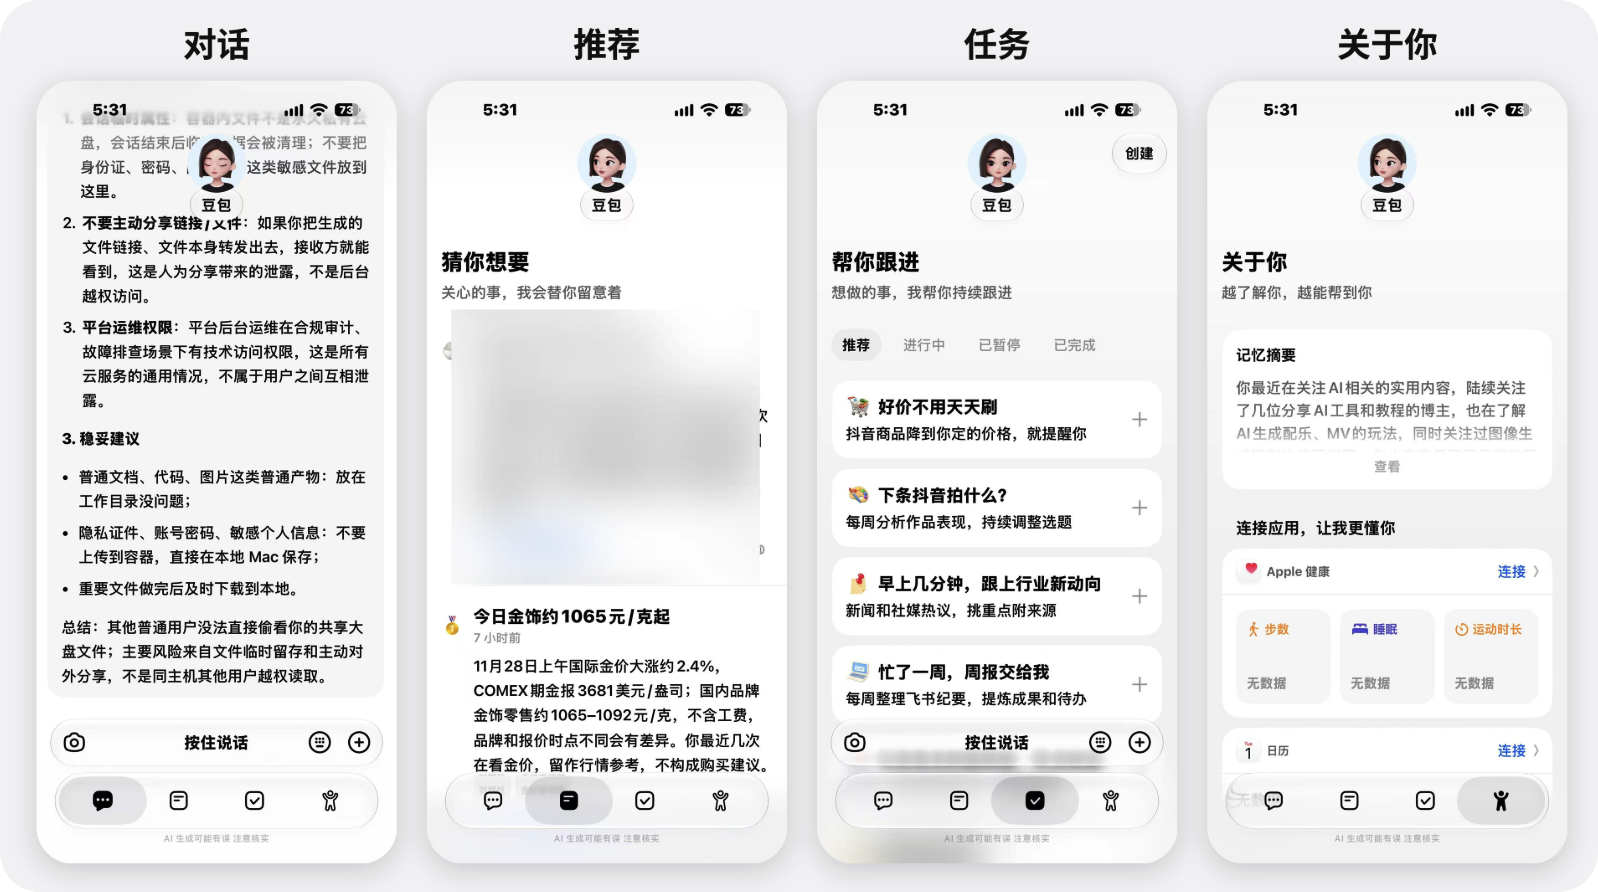 对话
推荐
任务
关于你
5:31
73
1. 会话临时属性：容器内文件不是永久私有云
盘，会话结束后临 据会被清理；不要把
身份证、密码、 这类敏感文件放到
这里。
豆包
2. 不要主动分享链接/文件：如果你把生成的
文件链接、文件本身转发出去，接收方就能
看到，这是人为分享带来的泄露，不是后台
越权访问。
3. 平台运维权限：平台后台运维在合规审计、
故障排查场景下有技术访问权限，这是所有
云服务的通用情况，不属于用户之间互相泄
露。
3. 稳妥建议
• 普通文档、代码、图片这类普通产物：放在
工作目录没问题；
• 隐私证件、账号密码、敏感个人信息：不要
上传到容器，直接在本地 Mac 保存；
• 重要文件做完后及时下载到本地。
总结：其他普通用户没法直接偷看你的共享大
盘文件；主要风险来自文件临时留存和主动对
外分享，不是同主机其他用户越权读取。
按住说话
AI 生成可能有误 注意核实
5:31
73
豆包
猜你想要
关心的事，我会替你留意着
次
今日金饰约1065元/克起
7 小时前
11月28日上午国际金价大涨约2.4%，
COMEX期金报3681美元/盎司；国内品牌
金饰零售约1065–1092元/克，不含工费，
品牌和报价时点不同会有差异。你最近几次
在看金价，留作行情参考，不构成购买建议。
AI 生成可能有误 注意核实
5:31
73
创建
豆包
帮你跟进
想做的事，我帮你持续跟进
推荐 进行中 已暂停 已完成
好价不用天天刷
抖音商品降到你定的价格，就提醒你
下条抖音拍什么？
每周分析作品表现，持续调整选题
早上几分钟，跟上行业新动向
新闻和社媒热议，挑重点附来源
忙了一周，周报交给我
每周整理飞书纪要，提炼成果和待办
按住说话
AI 生成可能有误 注意核实
5:31
73
豆包
关于你
越了解你，越能帮到你
记忆摘要
你最近在关注AI相关的实用内容，陆续关注
了几位分享AI工具和教程的博主，也在了解
AI生成配乐、MV的玩法，同时关注过图像生
查看
连接应用，让我更懂你
Apple 健康 连接
步数 睡眠 运动时长
无数据 无数据 无数据
1 日历 连接
无数
AI 生成可能有误 注意核实